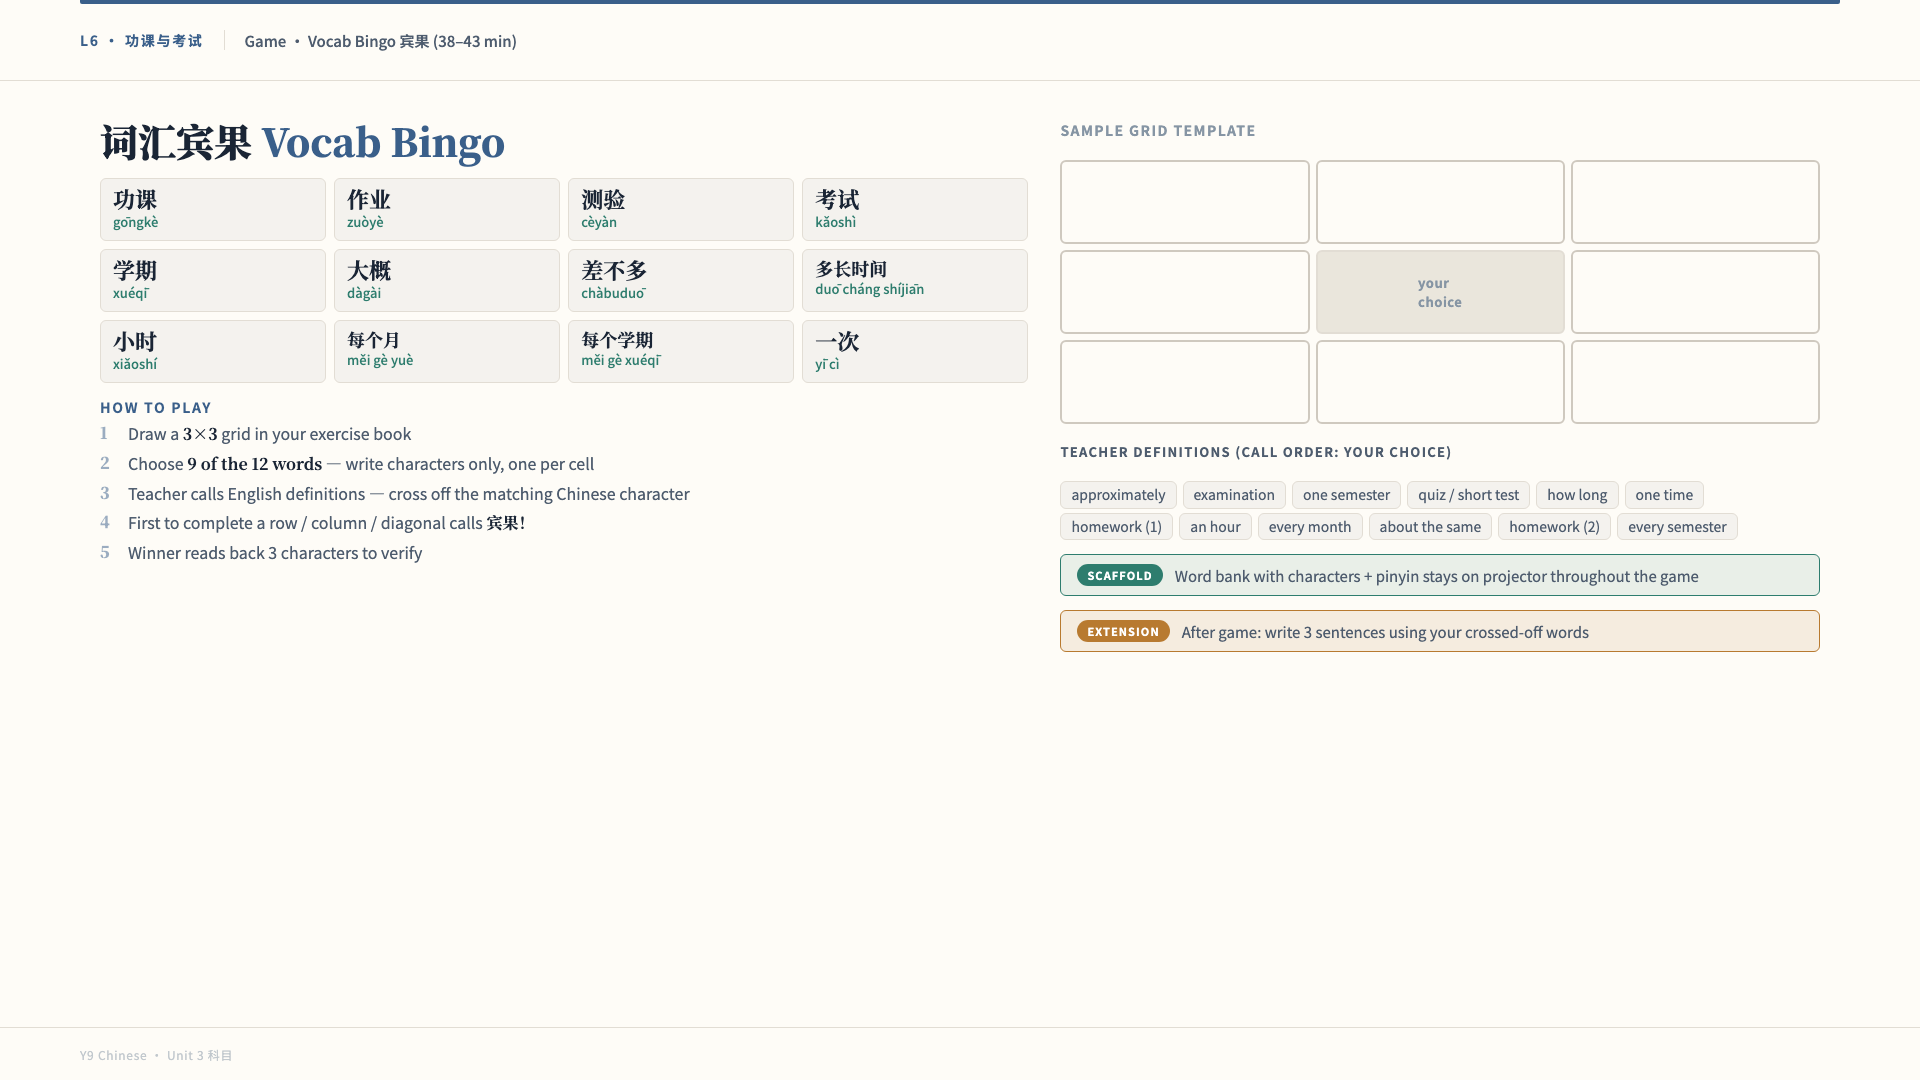 L6 • 功课与考试
Game • Vocab Bingo 宾果 (38–43 min)
词汇宾果 Vocab Bingo
功课 作业 测验 考试
gōngkè zuòyè cèyàn kǎoshì
学期 大概 差不多 多长时间
xuéqī dàgài chàbuduō duō cháng shíjiān
小时 每个月 每个学期 一次
xiǎoshí měi gè yuè měi gè xuéqī yī cì
HOW TO PLAY
1 Draw a 3×3 grid in your exercise book
2 Choose 9 of the 12 words — write characters only, one per cell
3 Teacher calls English definitions — cross off the matching Chinese character
4 First to complete a row / column / diagonal calls 宾果!
5 Winner reads back 3 characters to verify
SAMPLE GRID TEMPLATE
your
choice
TEACHER DEFINITIONS (CALL ORDER: YOUR CHOICE)
approximately examination one semester quiz / short test how long one time
homework (1) an hour every month about the same homework (2) every semester
SCAFFOLD Word bank with characters + pinyin stays on projector throughout the game
EXTENSION After game: write 3 sentences using your crossed-off words
Y9 Chinese • Unit 3 科目